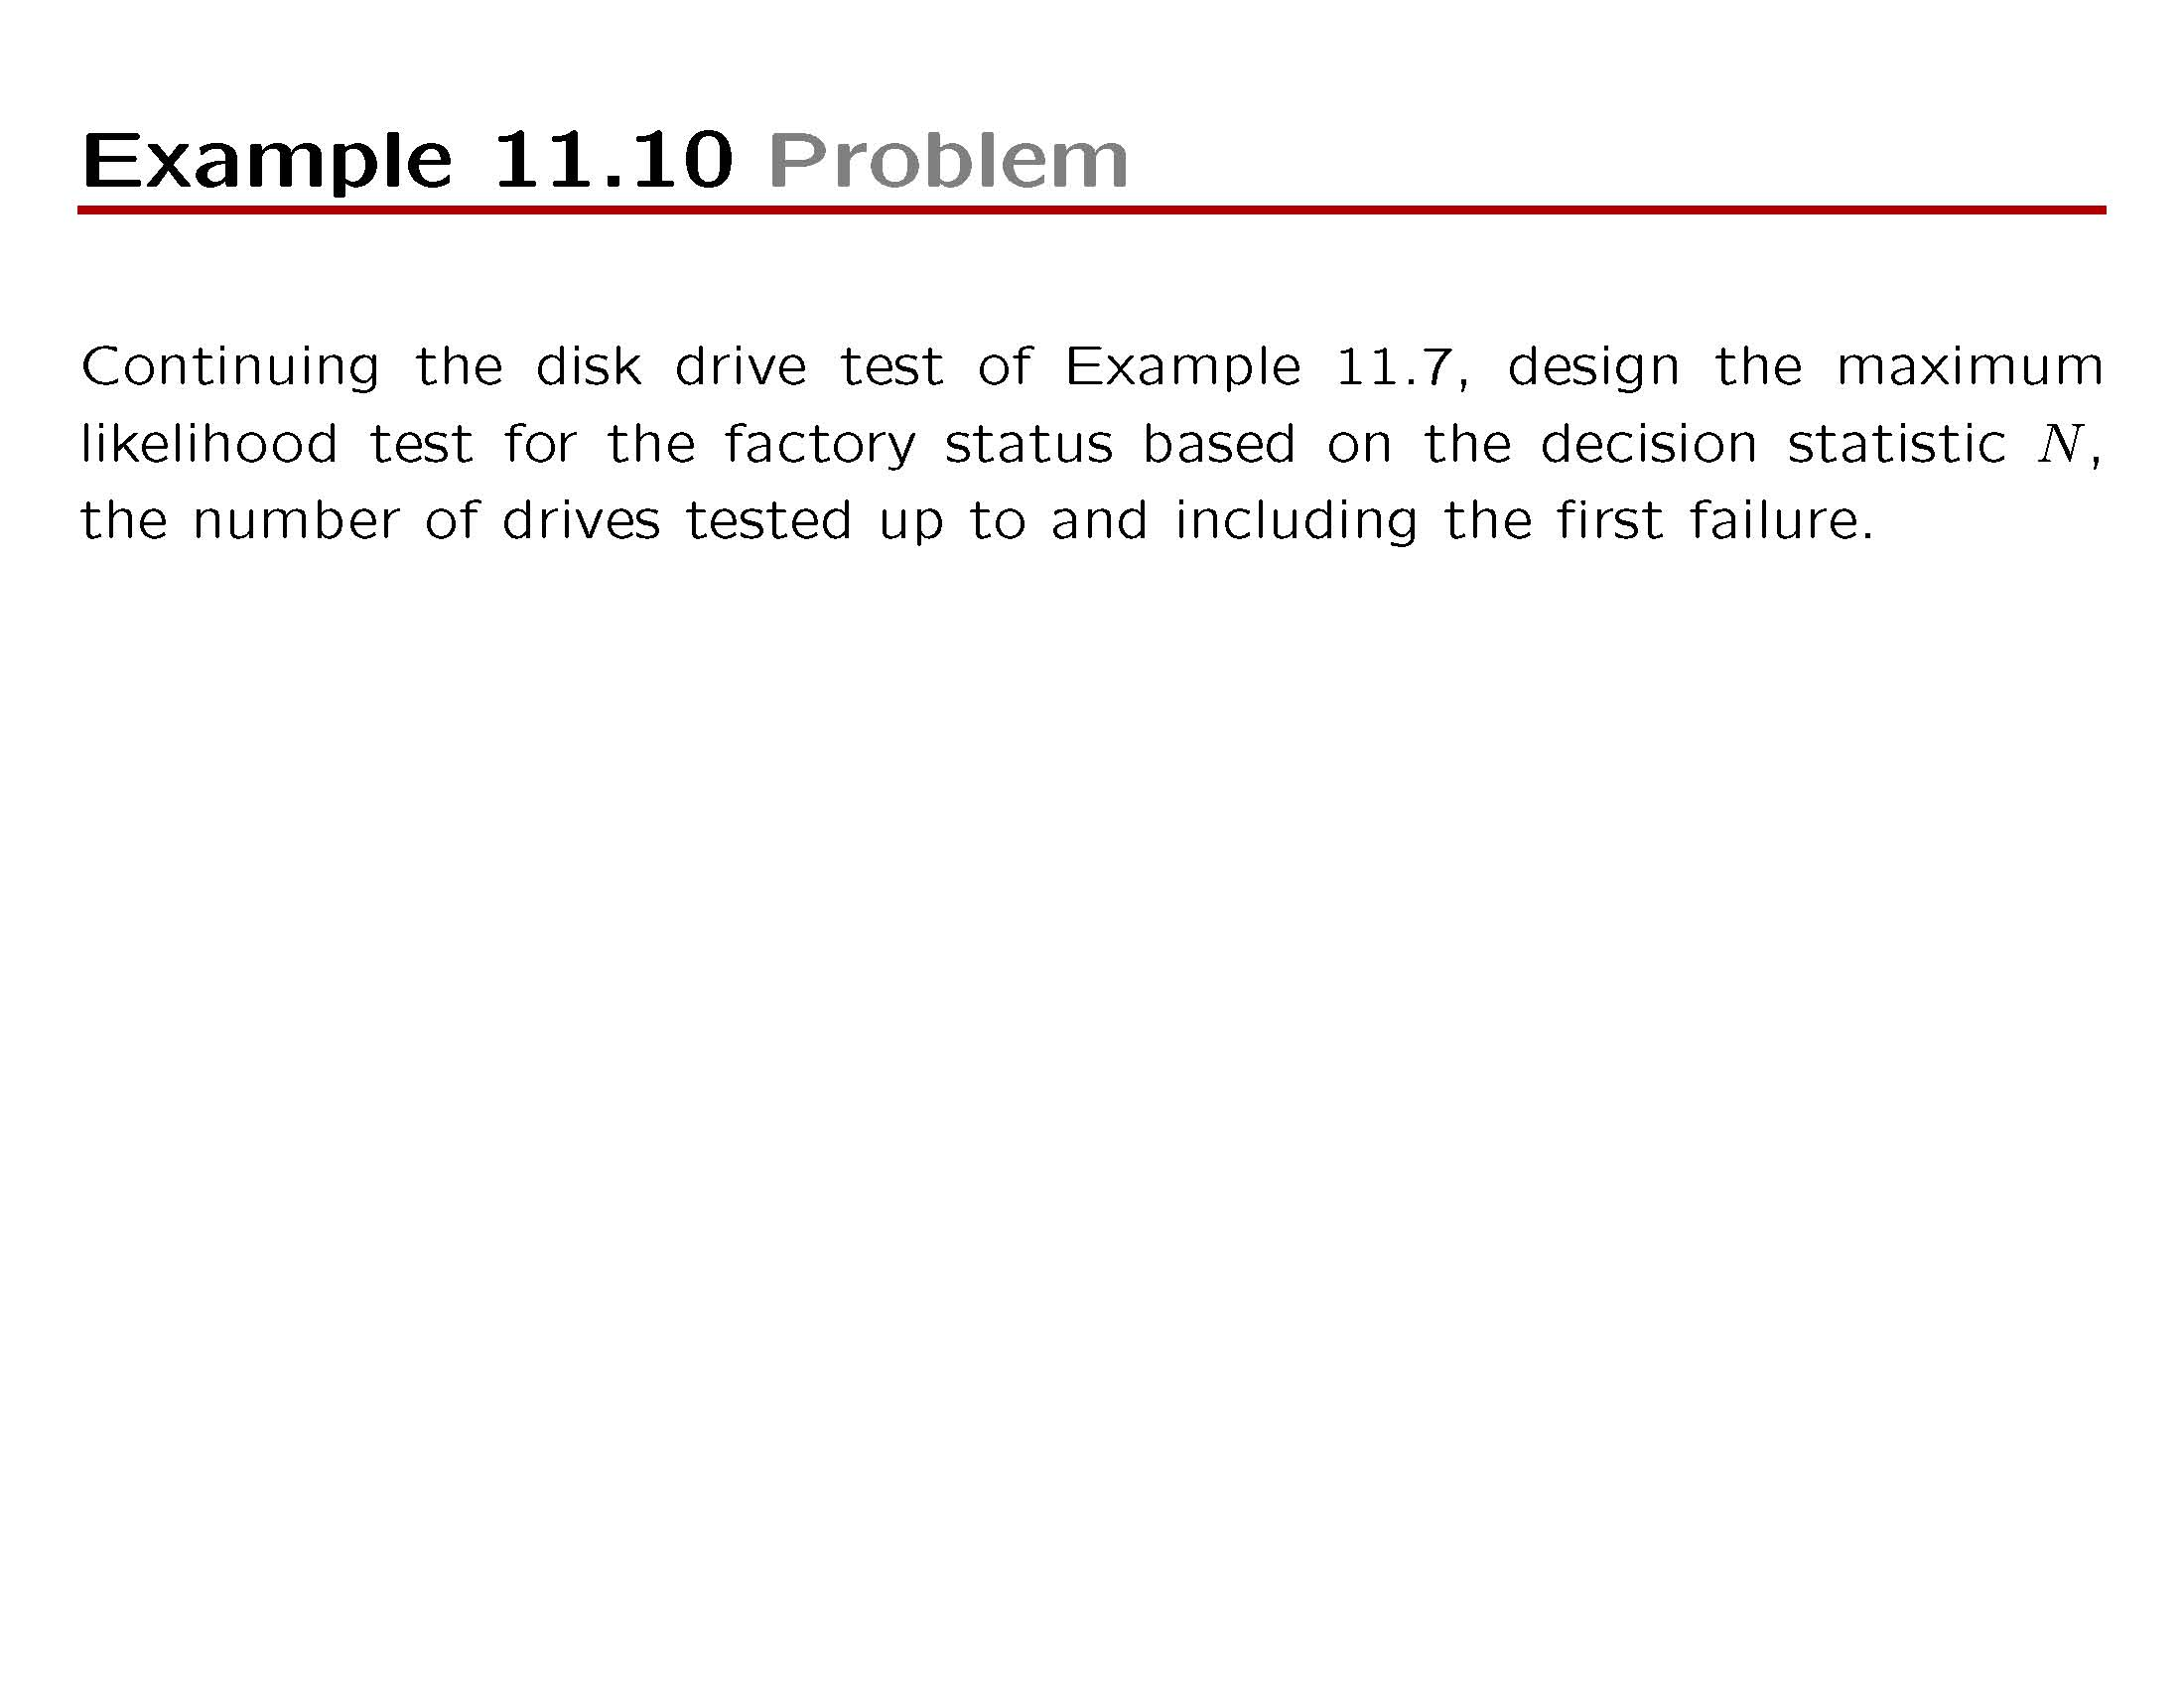 Example 11.10 Problem
Continuing the disk drive test of Example 11.7, design the maximum
likelihood test for the factory status based on the decision statistic N,
the number of drives tested up to and including the first failure.